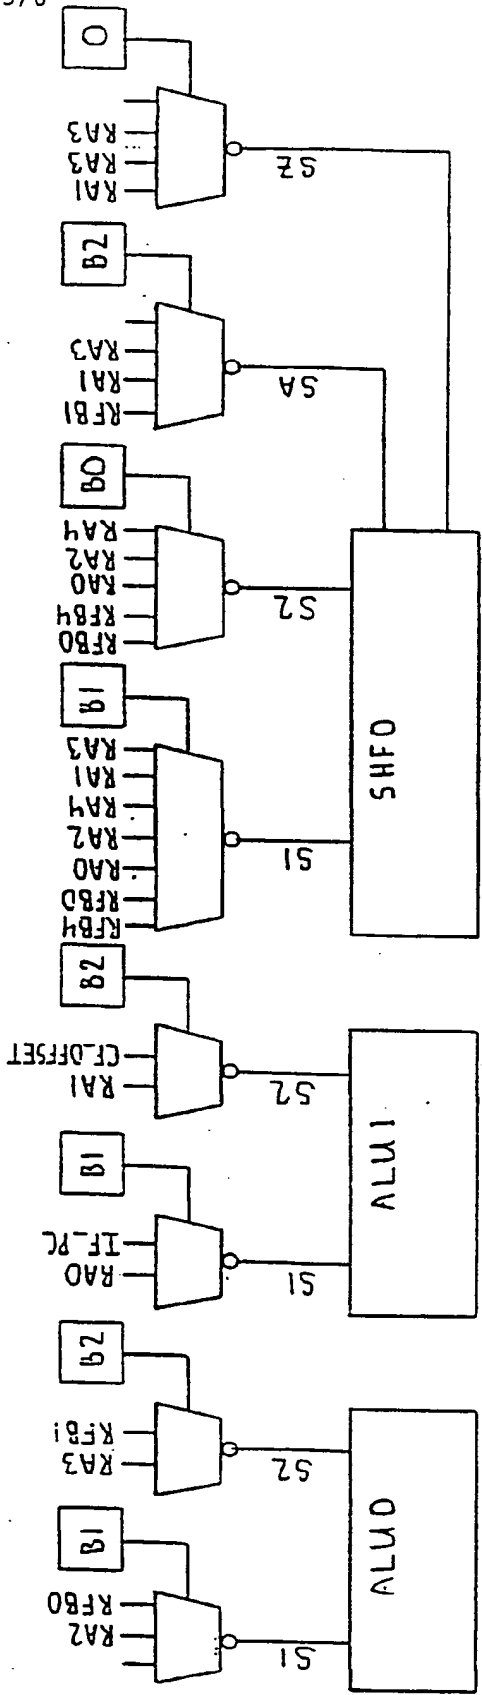 0
RA3
RA3
RA1
SZ
B2
RA3
RA1
RFB1
SA
B0
RA4
RA2
RA0
RFB4
RFB0
S2
B1
RA3
RA1
RA4
RA2
RA0
RFB0
RFB4
S1
SHF0
B2
CF_OFFSET
RA1
S2
B1
IF_PC
RA0
S1
ALU1
B2
RFB1
RA3
S2
B1
RFB0
RA2
S1
ALU0